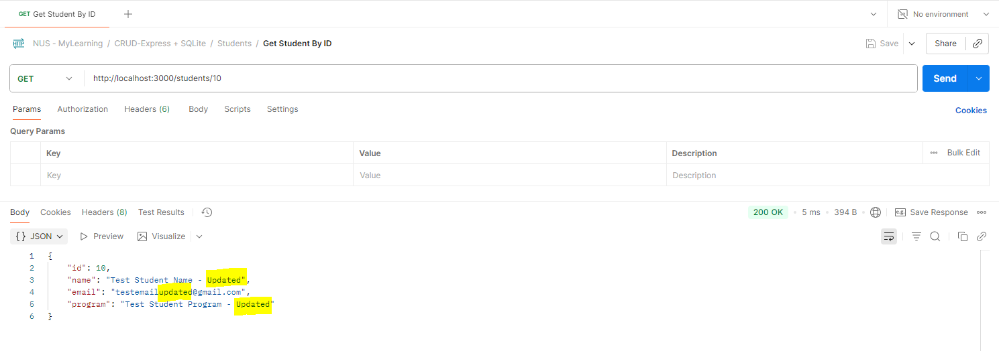 GET Get Student By ID
No environment
HTTP NUS - MyLearning / CRUD-Express + SQLite / Students / Get Student By ID
Save Share
GET http://localhost:3000/students/10 Send
Params Authorization Headers (6) Body Scripts Settings Cookies
Query Params
Key Value Description Bulk Edit
Key Value Description
Body Cookies Headers (8) Test Results 200 OK • 5 ms • 394 B e.g. Save Response
{} JSON Preview Visualize
1 {
2 "id": 10,
3 "name": "Test Student Name - Updated",
4 "email": "testemailupdated@gmail.com",
5 "program": "Test Student Program - Updated"
6 }